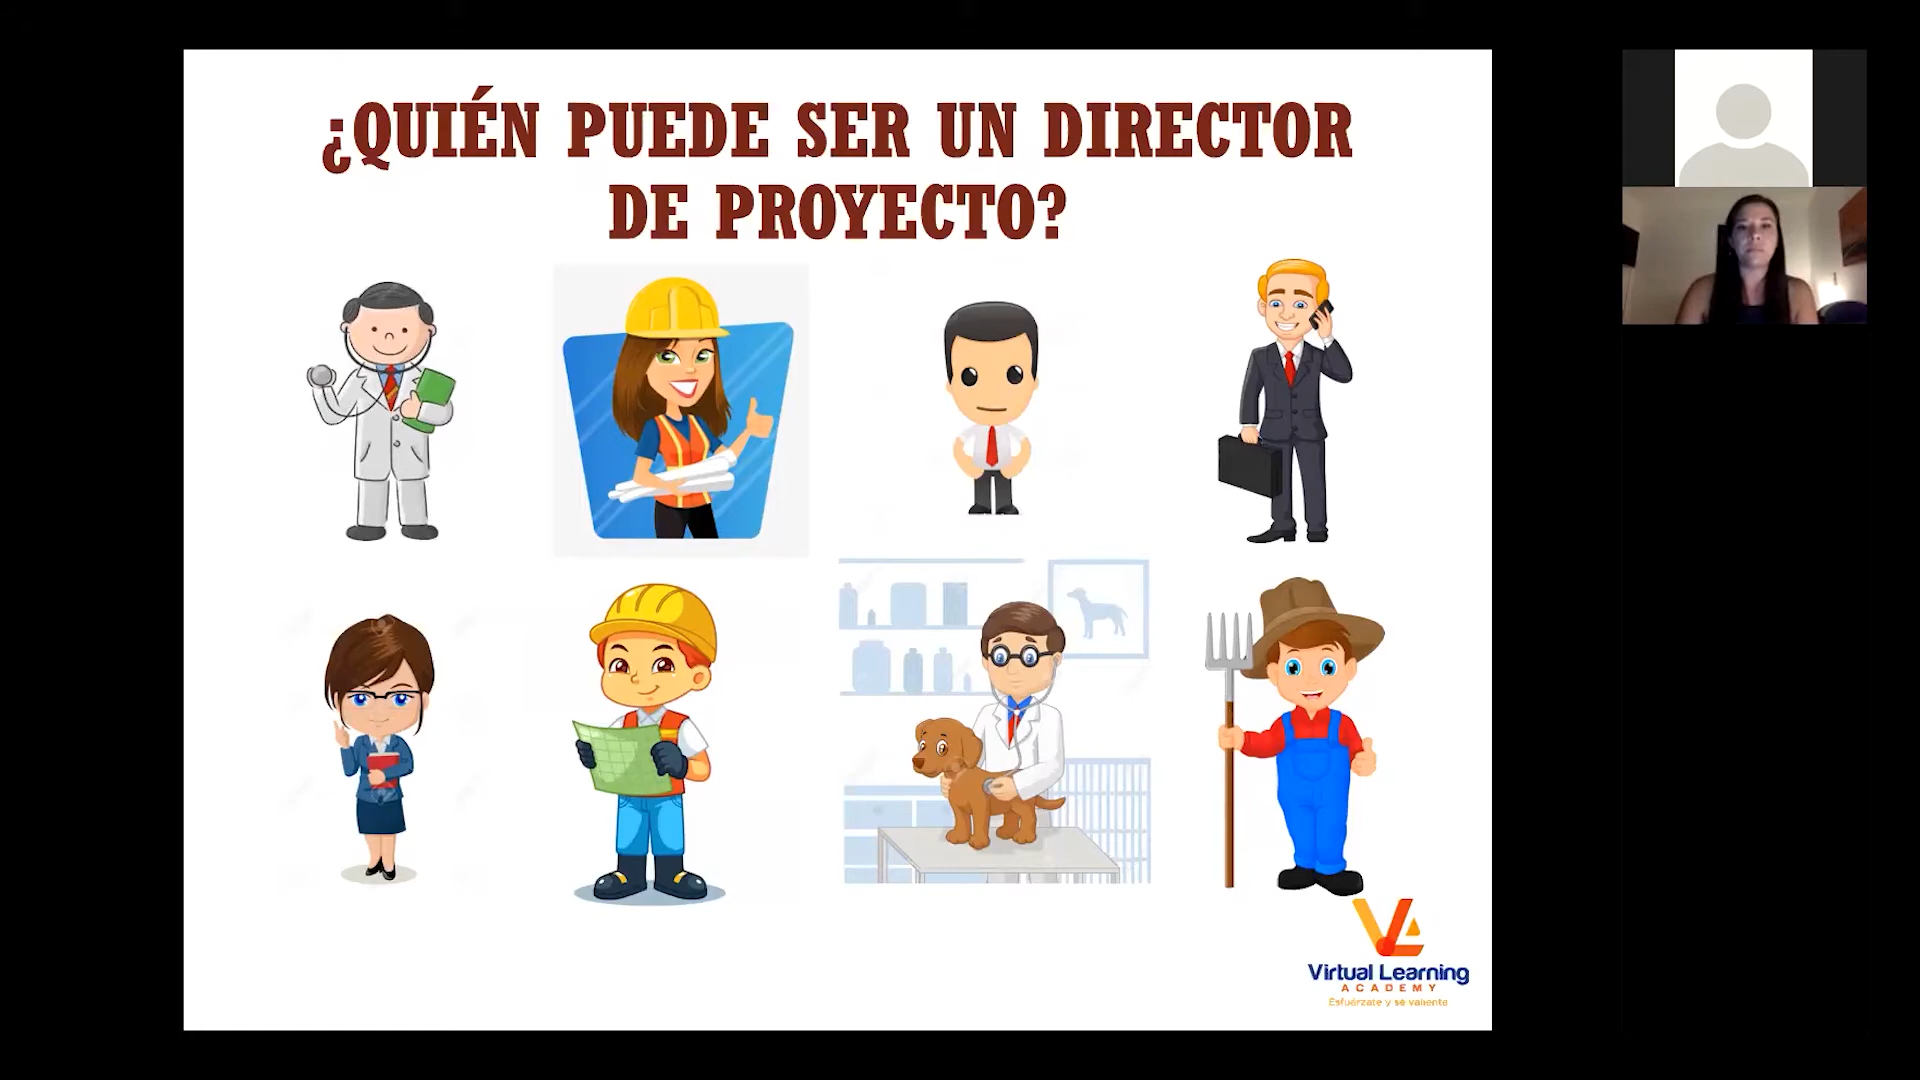 ¿QUIÉN PUEDE SER UN DIRECTOR
DE PROYECTO?
Virtual Learning
ACADEMY
Esfuérzate y sé valiente